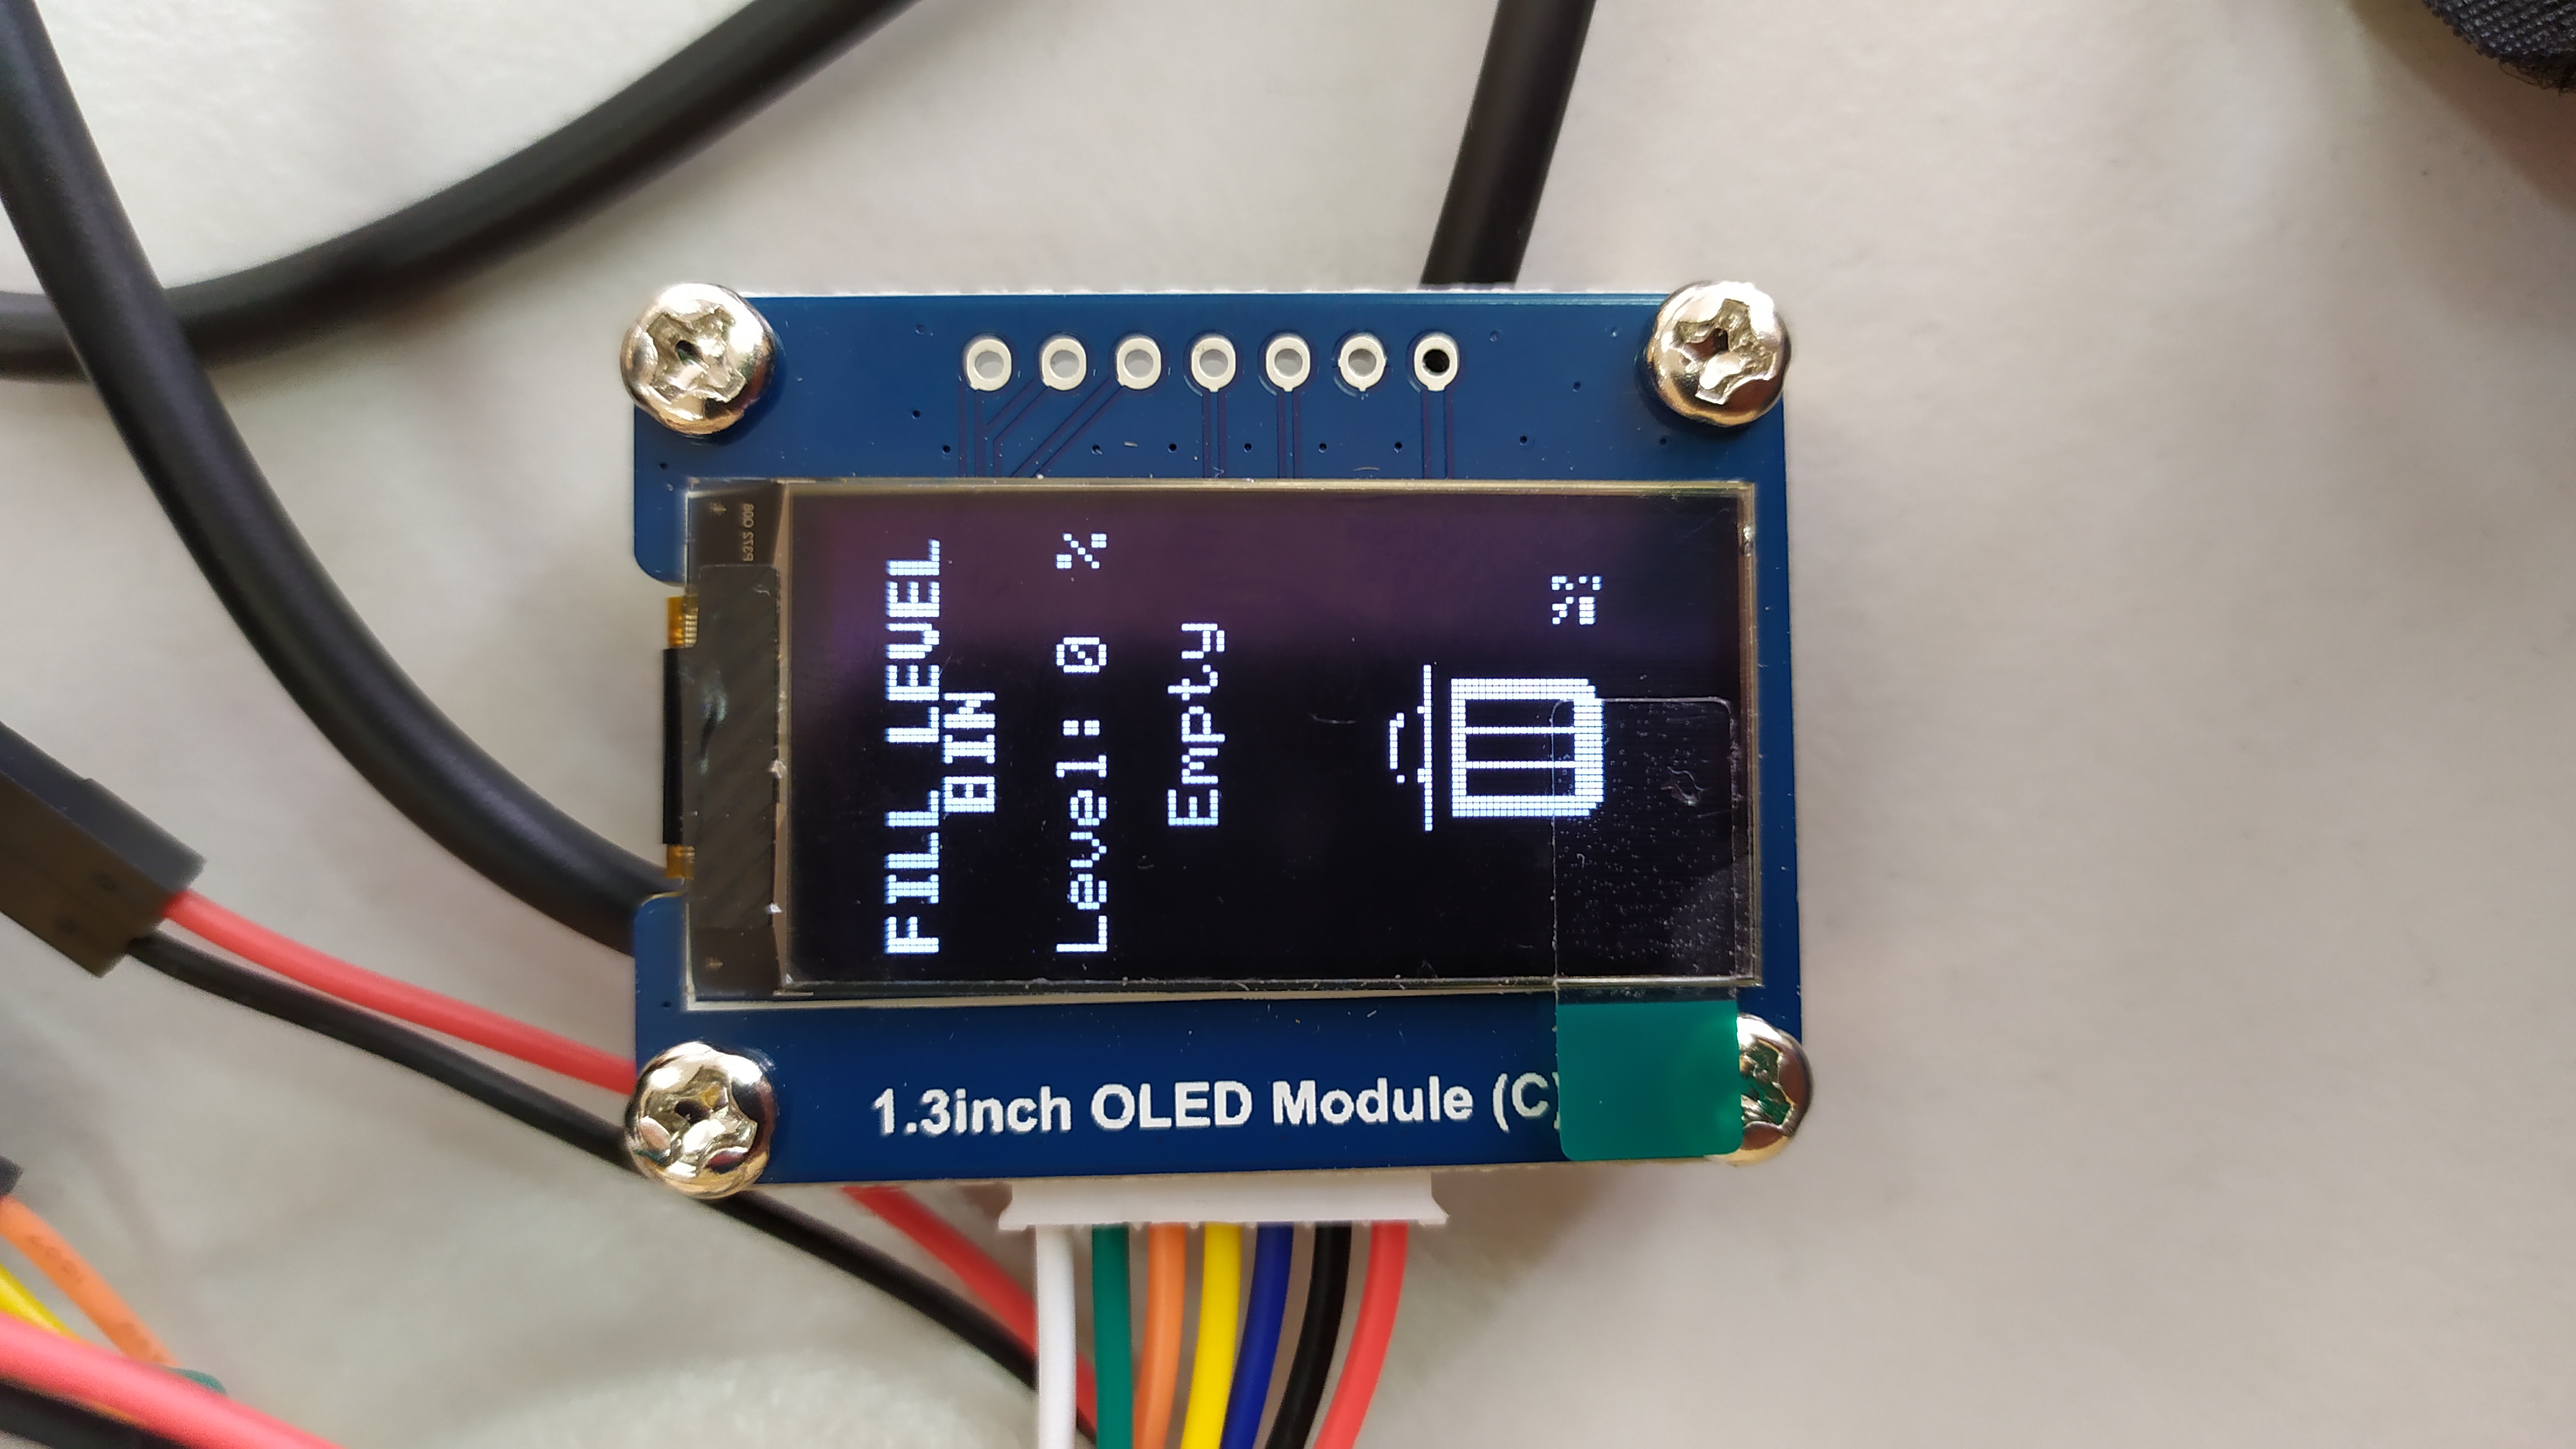 FILL LEVEL
BIN
Level: 0 %
Empty
1.3inch OLED Module (C)